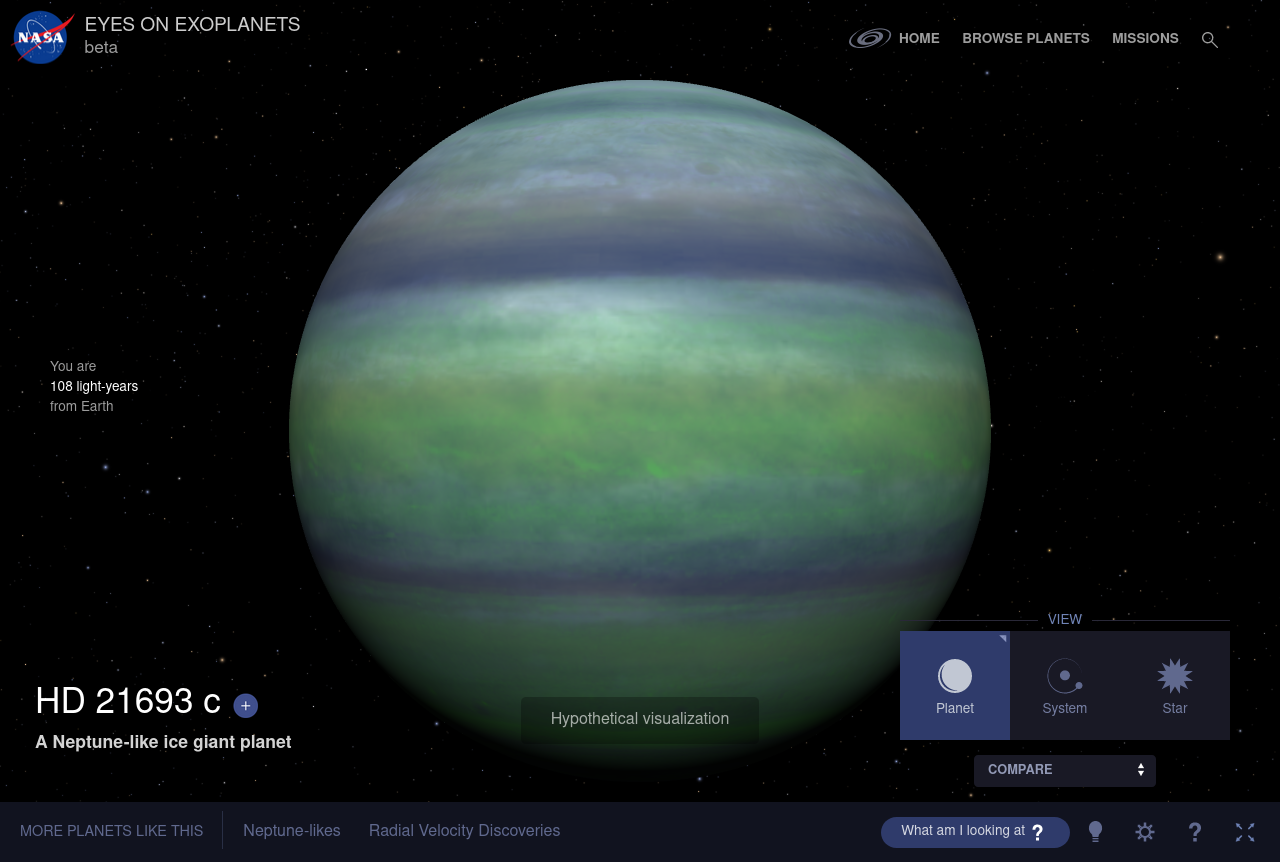 NASA
EYES ON EXOPLANETS
beta
HOME
BROWSE PLANETS
MISSIONS
You are
108 light-years
from Earth
VIEW
Planet
System
Star
HD 21693 c +
A Neptune-like ice giant planet
Hypothetical visualization
COMPARE
MORE PLANETS LIKE THIS
Neptune-likes
Radial Velocity Discoveries
What am I looking at ?
?